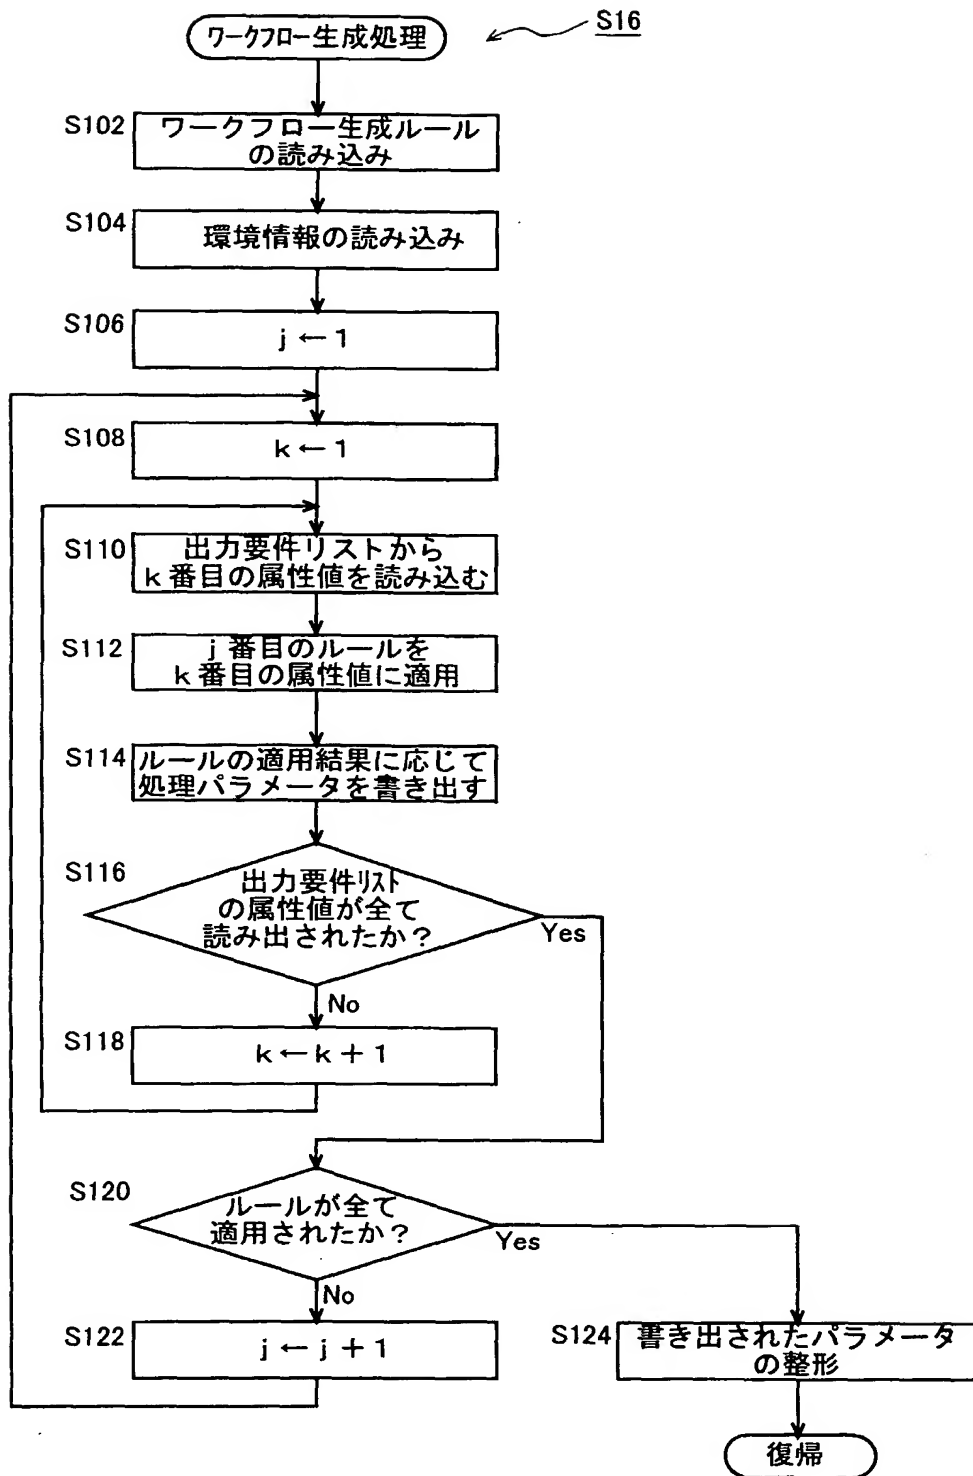 ワークフロー生成処理
S16
S102
ワークフロー生成ルール
の読み込み
S104
環境情報の読み込み
S106
j ← 1
S108
k ← 1
S110
出力要件リストから
k 番目の属性値を読み込む
S112
j 番目のルールを
k 番目の属性値に適用
S114
ルールの適用結果に応じて
処理パラメータを書き出す
S116
出力要件リスト
の属性値が全て
読み出されたか？
Yes
No
S118
k ← k + 1
S120
ルールが全て
適用されたか？
Yes
No
S122
j ← j + 1
S124
書き出されたパラメータ
の整形
復帰